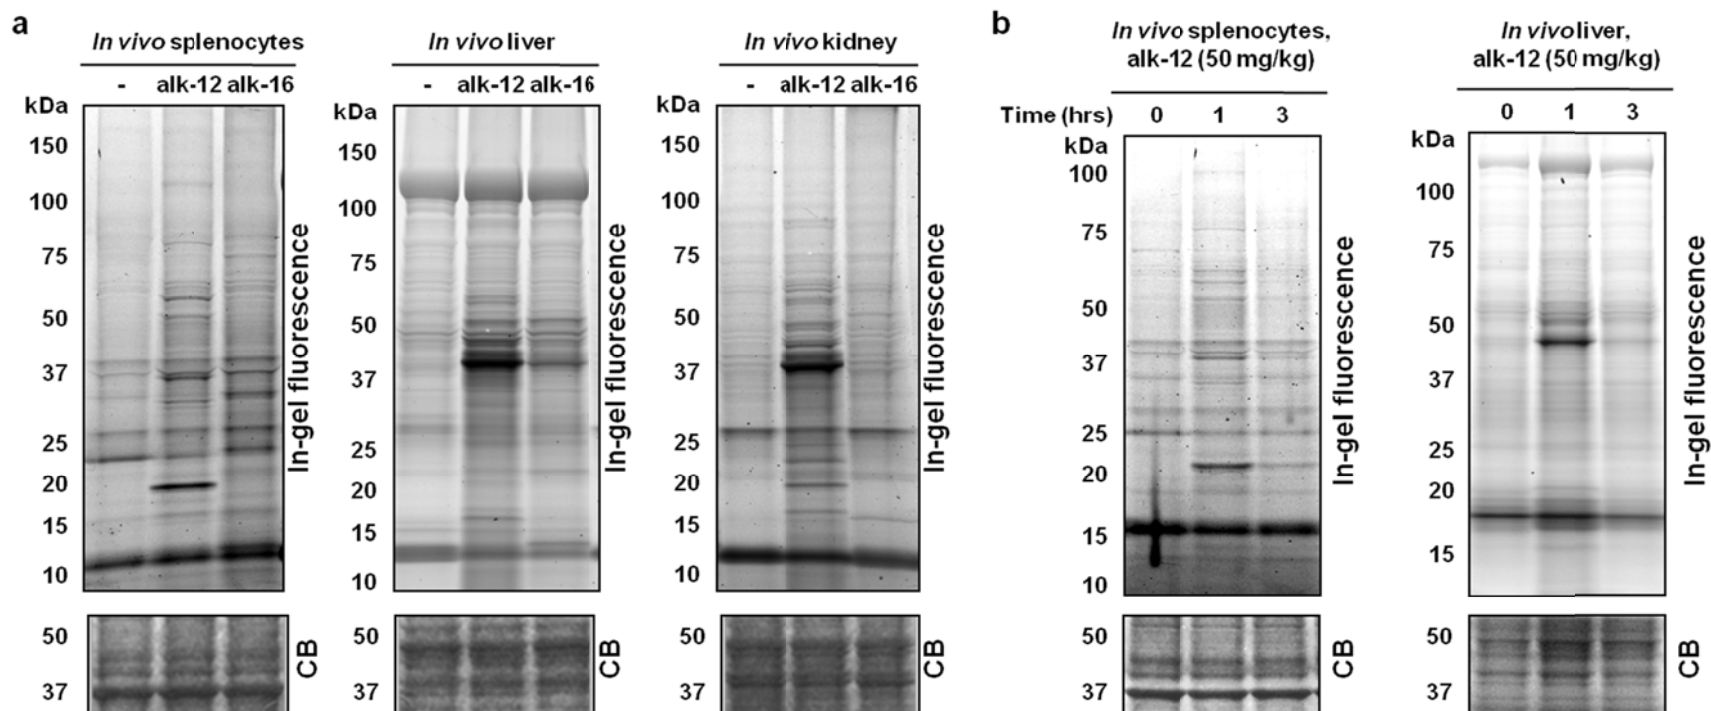 a
In vivo splenocytes
- alk-12 alk-16
kDa
150
100
75
50
37
25
20
15
10
In-gel fluorescence
50
37
CB
In vivo liver
- alk-12 alk-16
kDa
150
100
75
50
37
25
20
15
10
In-gel fluorescence
50
37
CB
In vivo kidney
- alk-12 alk-16
kDa
150
100
75
50
37
25
20
15
10
In-gel fluorescence
50
37
CB
b
In vivo splenocytes,
alk-12 (50 mg/kg)
Time (hrs) 0 1 3
kDa
100
75
50
37
25
20
15
10
In-gel fluorescence
50
37
CB
In vivo liver,
alk-12 (50 mg/kg)
0 1 3
kDa
100
75
50
37
25
20
15
In-gel fluorescence
50
37
CB